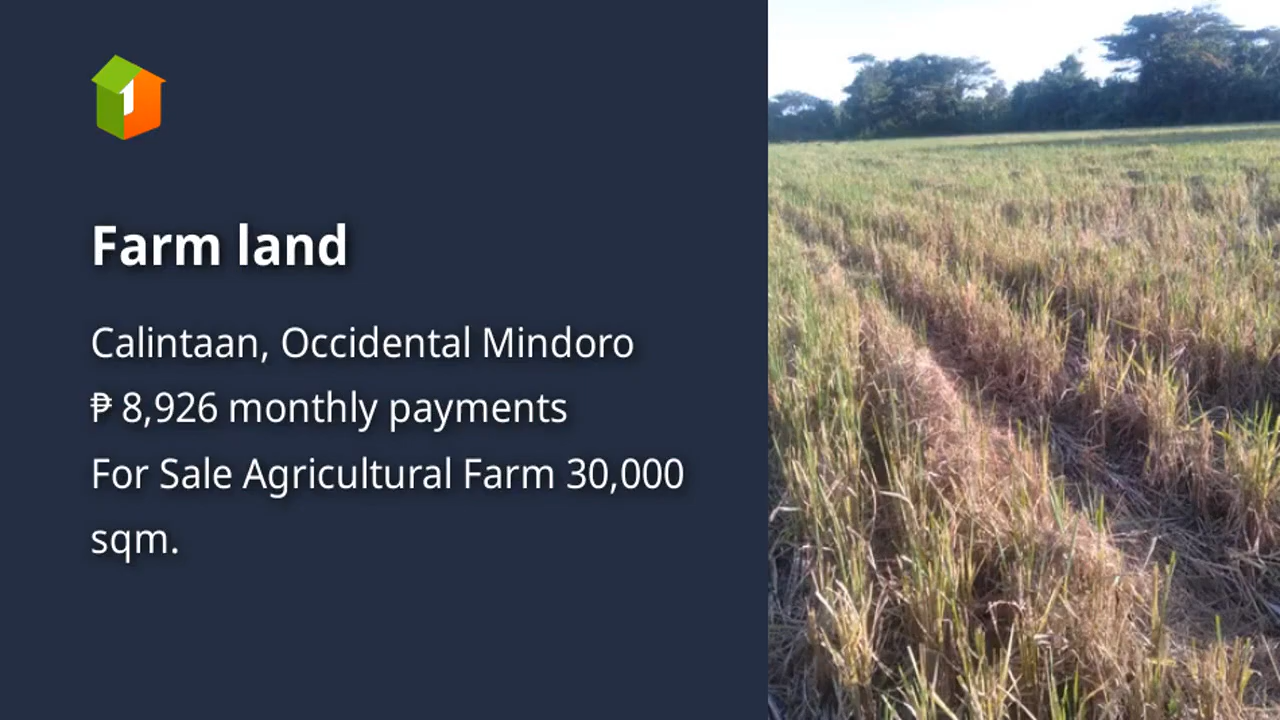 Farm land
Calintaan, Occidental Mindoro
₱ 8,926 monthly payments
For Sale Agricultural Farm 30,000
sqm.